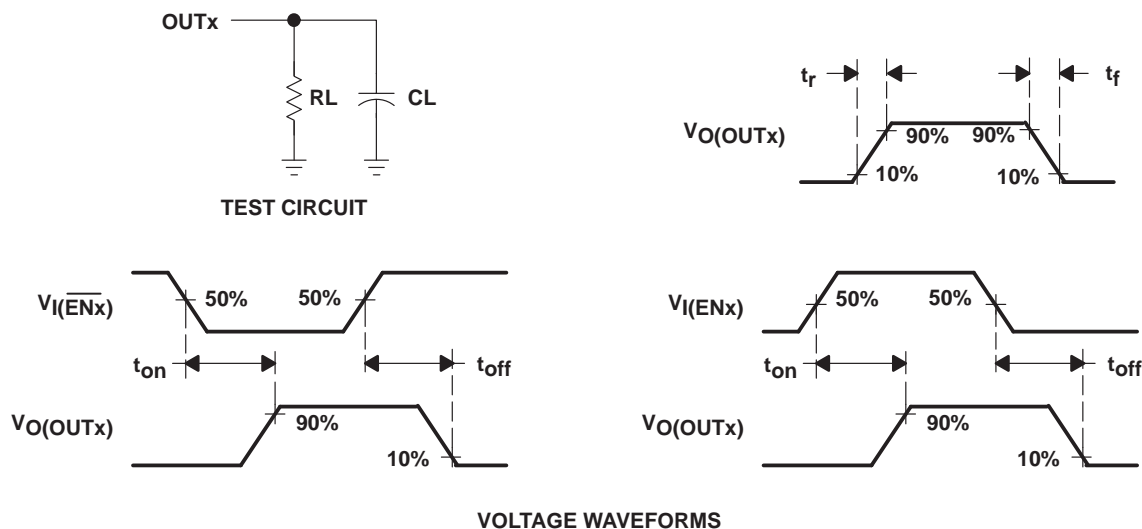 OUTx
RL
CL
TEST CIRCUIT
tr
tf
VO(OUTx)
90%
90%
10%
10%
VI(E̅N̅x̅)
50%
50%
ton
toff
VO(OUTx)
90%
10%
VI(ENx)
50%
50%
ton
toff
VO(OUTx)
90%
10%
VOLTAGE WAVEFORMS